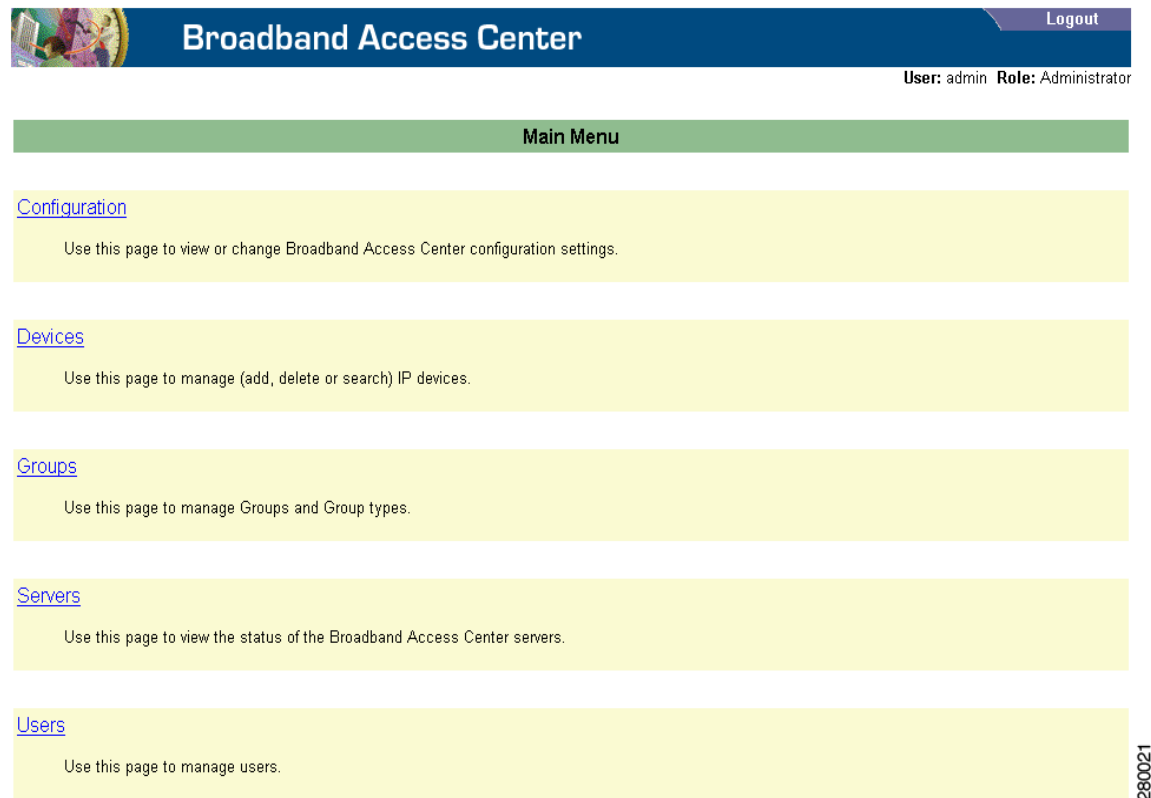 Broadband Access Center
Logout
User: admin Role: Administrator
Main Menu
Configuration
Use this page to view or change Broadband Access Center configuration settings.
Devices
Use this page to manage (add, delete or search) IP devices.
Groups
Use this page to manage Groups and Group types.
Servers
Use this page to view the status of the Broadband Access Center servers.
Users
Use this page to manage users.
280021